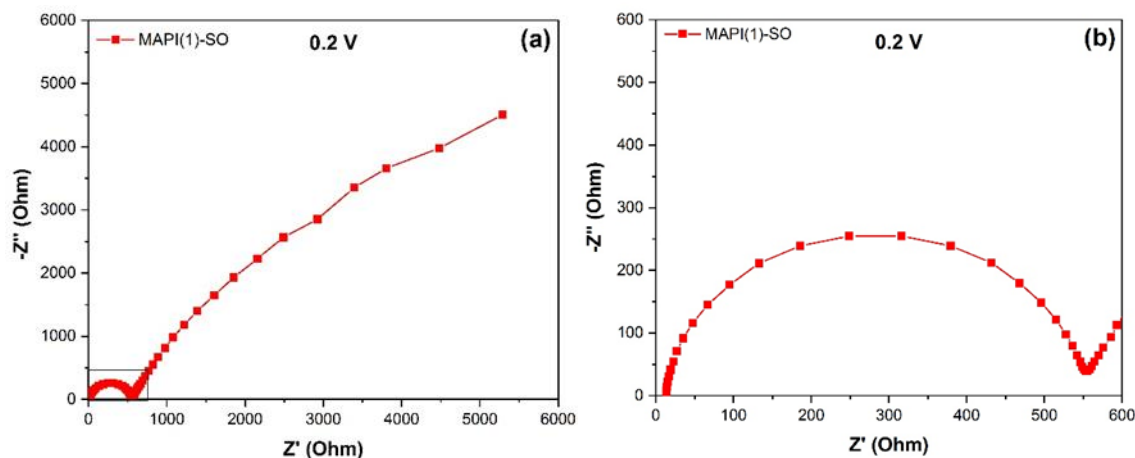 6000
5000
4000
3000
2000
1000
0
-Z'' (Ohm)
MAPI(1)-SO
0.2 V
(a)
0 1000 2000 3000 4000 5000 6000
Z' (Ohm)
600
500
400
300
250
200
100
0
-Z'' (Ohm)
MAPI(1)-SO
0.2 V
(b)
0 100 200 300 400 500 600
Z' (Ohm)